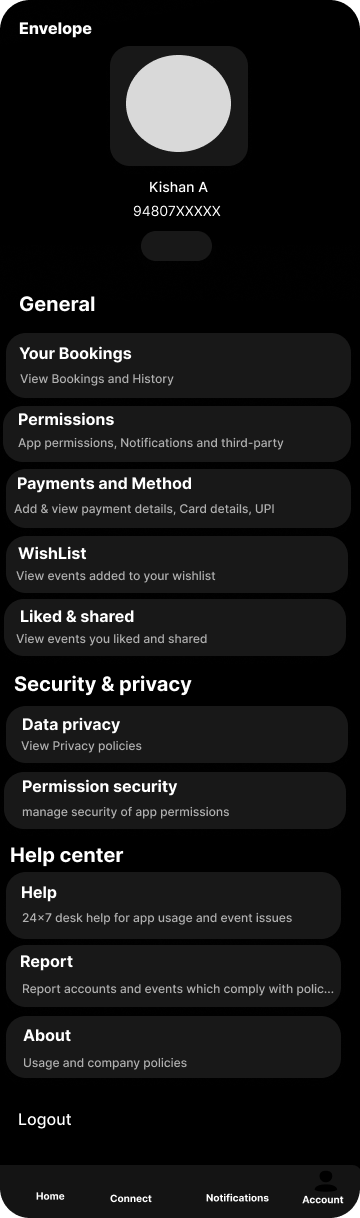 Envelope
Kishan A
94807XXXXX
General
Your Bookings
View Bookings and History
Permissions
App permissions, Notifications and third-party
Payments and Method
Add & view payment details, Card details, UPI
WishList
View events added to your wishlist
Liked & shared
View events you liked and shared
Security & privacy
Data privacy
View Privacy policies
Permission security
manage security of app permissions
Help center
Help
24×7 desk help for app usage and event issues
Report
Report accounts and events which comply with polic...
About
Usage and company policies
Logout
Home
Connect
Notifications
Account